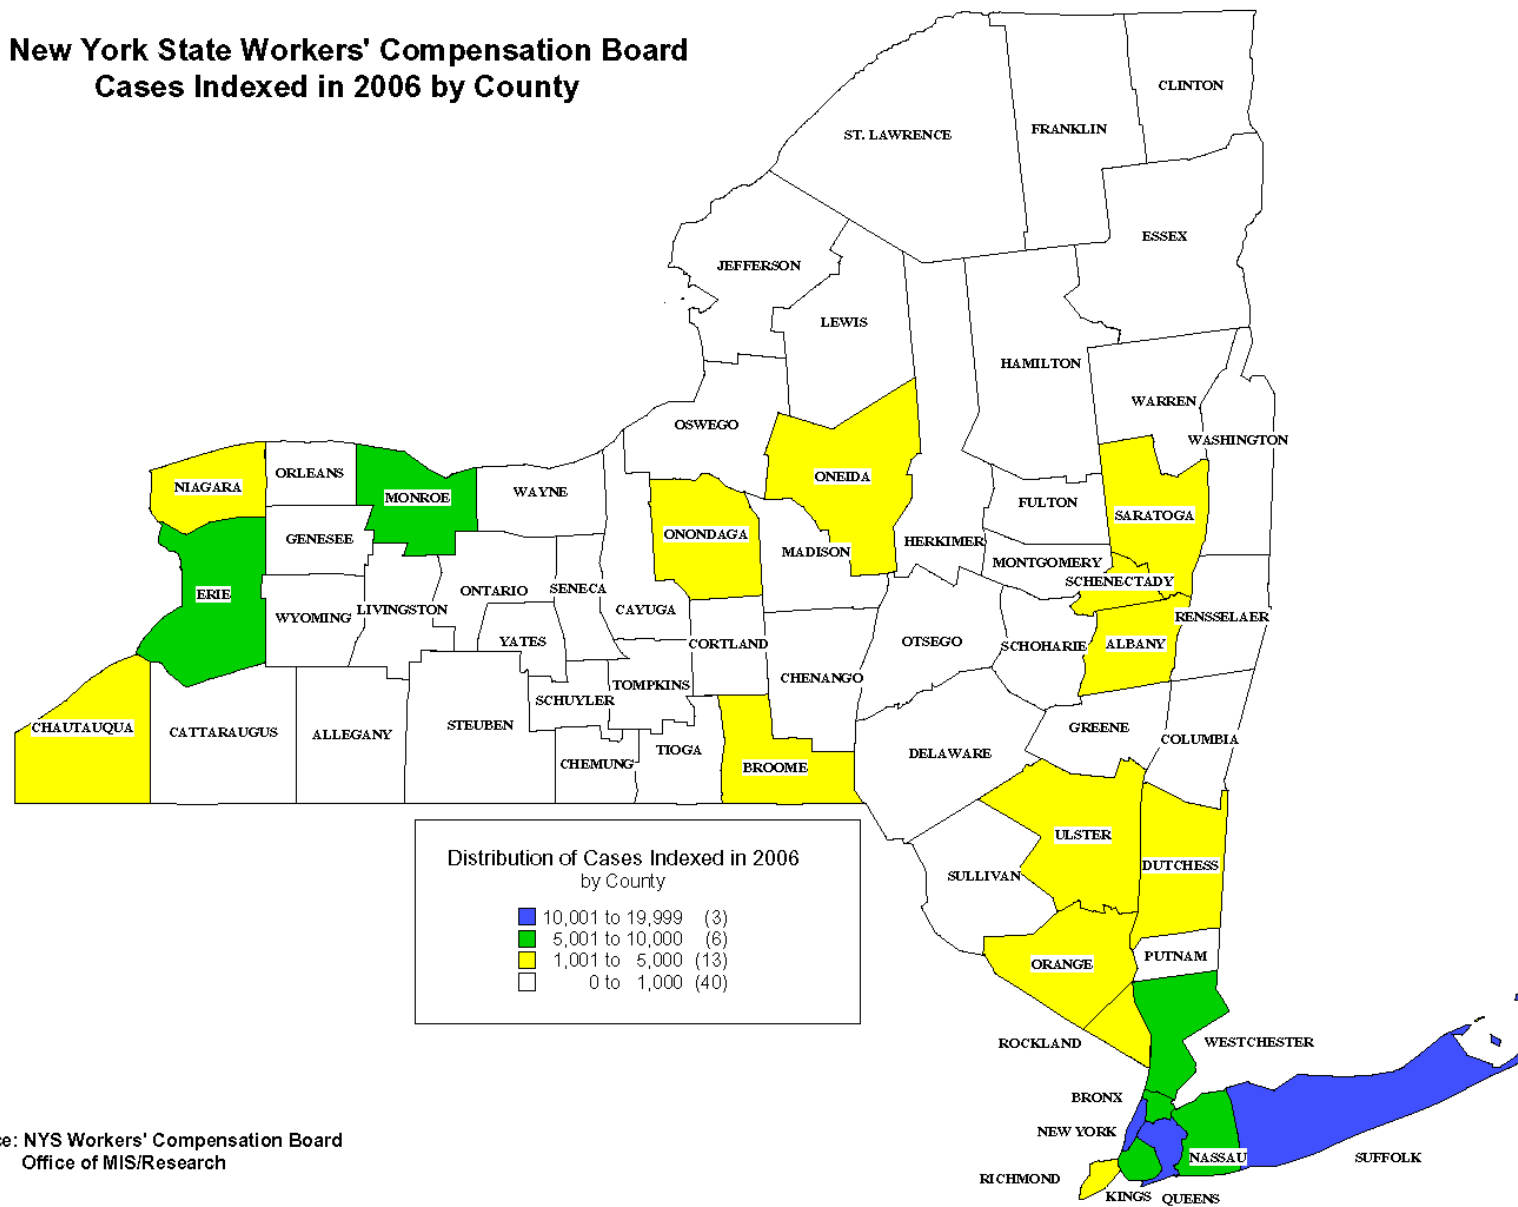 New York State Workers' Compensation Board
Cases Indexed in 2006 by County
CLINTON
FRANKLIN
ST. LAWRENCE
ESSEX
JEFFERSON
LEWIS
HAMILTON
WARREN
OSWEGO
WASHINGTON
ORLEANS
ONEIDA
NIAGARA
WAYNE
MONROE
FULTON
SARATOGA
ONONDAGA
GENESEE
HERKIMER
MADISON
MONTGOMERY
SCHENECTADY
ERIE
ONTARIO
SENECA
LIVINGSTON
CAYUGA
WYOMING
RENSSELAER
YATES
CORTLAND
OTSEGO
SCHOHARIE
ALBANY
CHENANGO
TOMPKINS
SCHUYLER
CHAUTAUQUA
CATTARAUGUS
ALLEGANY
STEUBEN
GREENE
COLUMBIA
TIOGA
DELAWARE
CHEMUNG
BROOME
ULSTER
Distribution of Cases Indexed in 2006
by County
10,001 to 19,999 (3)
5,001 to 10,000 (6)
1,001 to 5,000 (13)
0 to 1,000 (40)
DUTCHESS
SULLIVAN
PUTNAM
ORANGE
ROCKLAND
WESTCHESTER
BRONX
NEW YORK
NASSAU
SUFFOLK
RICHMOND
KINGS
QUEENS
ce: NYS Workers' Compensation Board
Office of MIS/Research